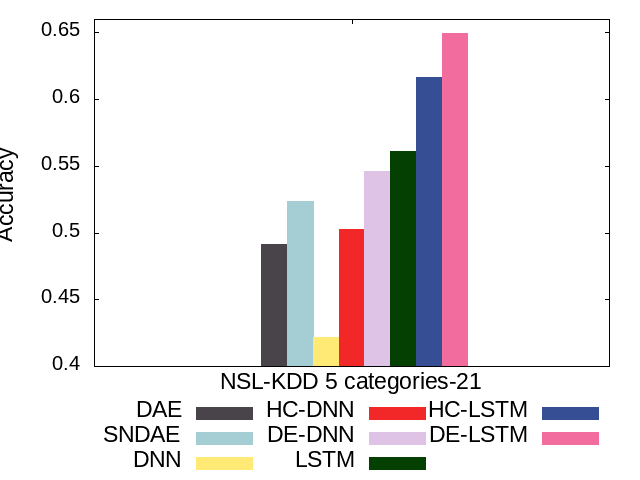 0.65
0.6
0.55
0.5
0.45
0.4
Accuracy
NSL-KDD 5 categories-21
DAE HC-DNN HC-LSTM
SNDAE DE-DNN DE-LSTM
DNN LSTM